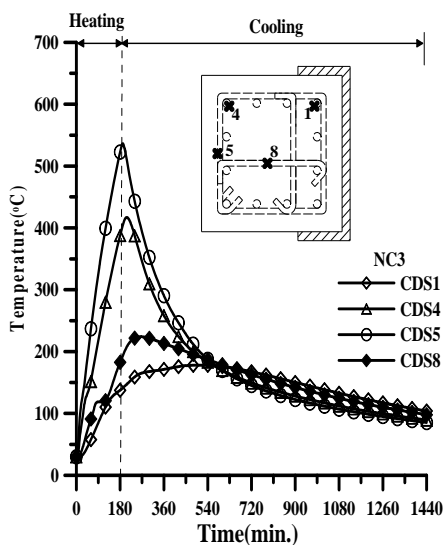 Heating Cooling
700
600
500
400
300
200
100
0
Temperature(°C)
4 1
5 8
NC3
CDS1
CDS4
CDS5
CDS8
0 180 360 540 720 900 1080 1260 1440
Time(min.)